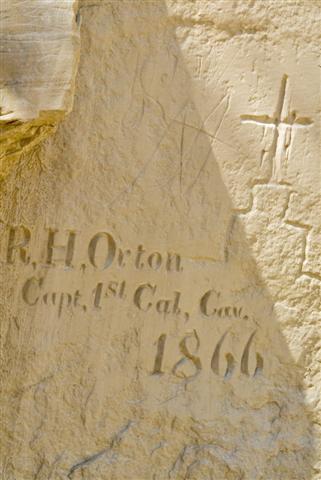 R, H, Orton
Capt, 1st Cal, Cav.
1866